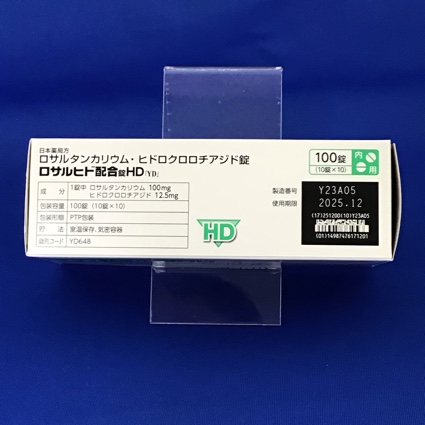 日本薬局方
ロサルタンカリウム・ヒドロクロロチアジド錠
ロサルヒド配合錠HD「YD」
100錠
(10錠×10)
内
用
成 分 1錠中 ロサルタンカリウム 100mg
ヒドロクロロチアジド 12.5mg
包装容量 100錠 (10錠×10)
包装形態 PTP包装
貯 法 室温保存、気密容器
識別コード YD648
製造番号 Y23A05
使用期限 2025.12
(17)251200(10)Y23A05
(01)14987476171201
HD